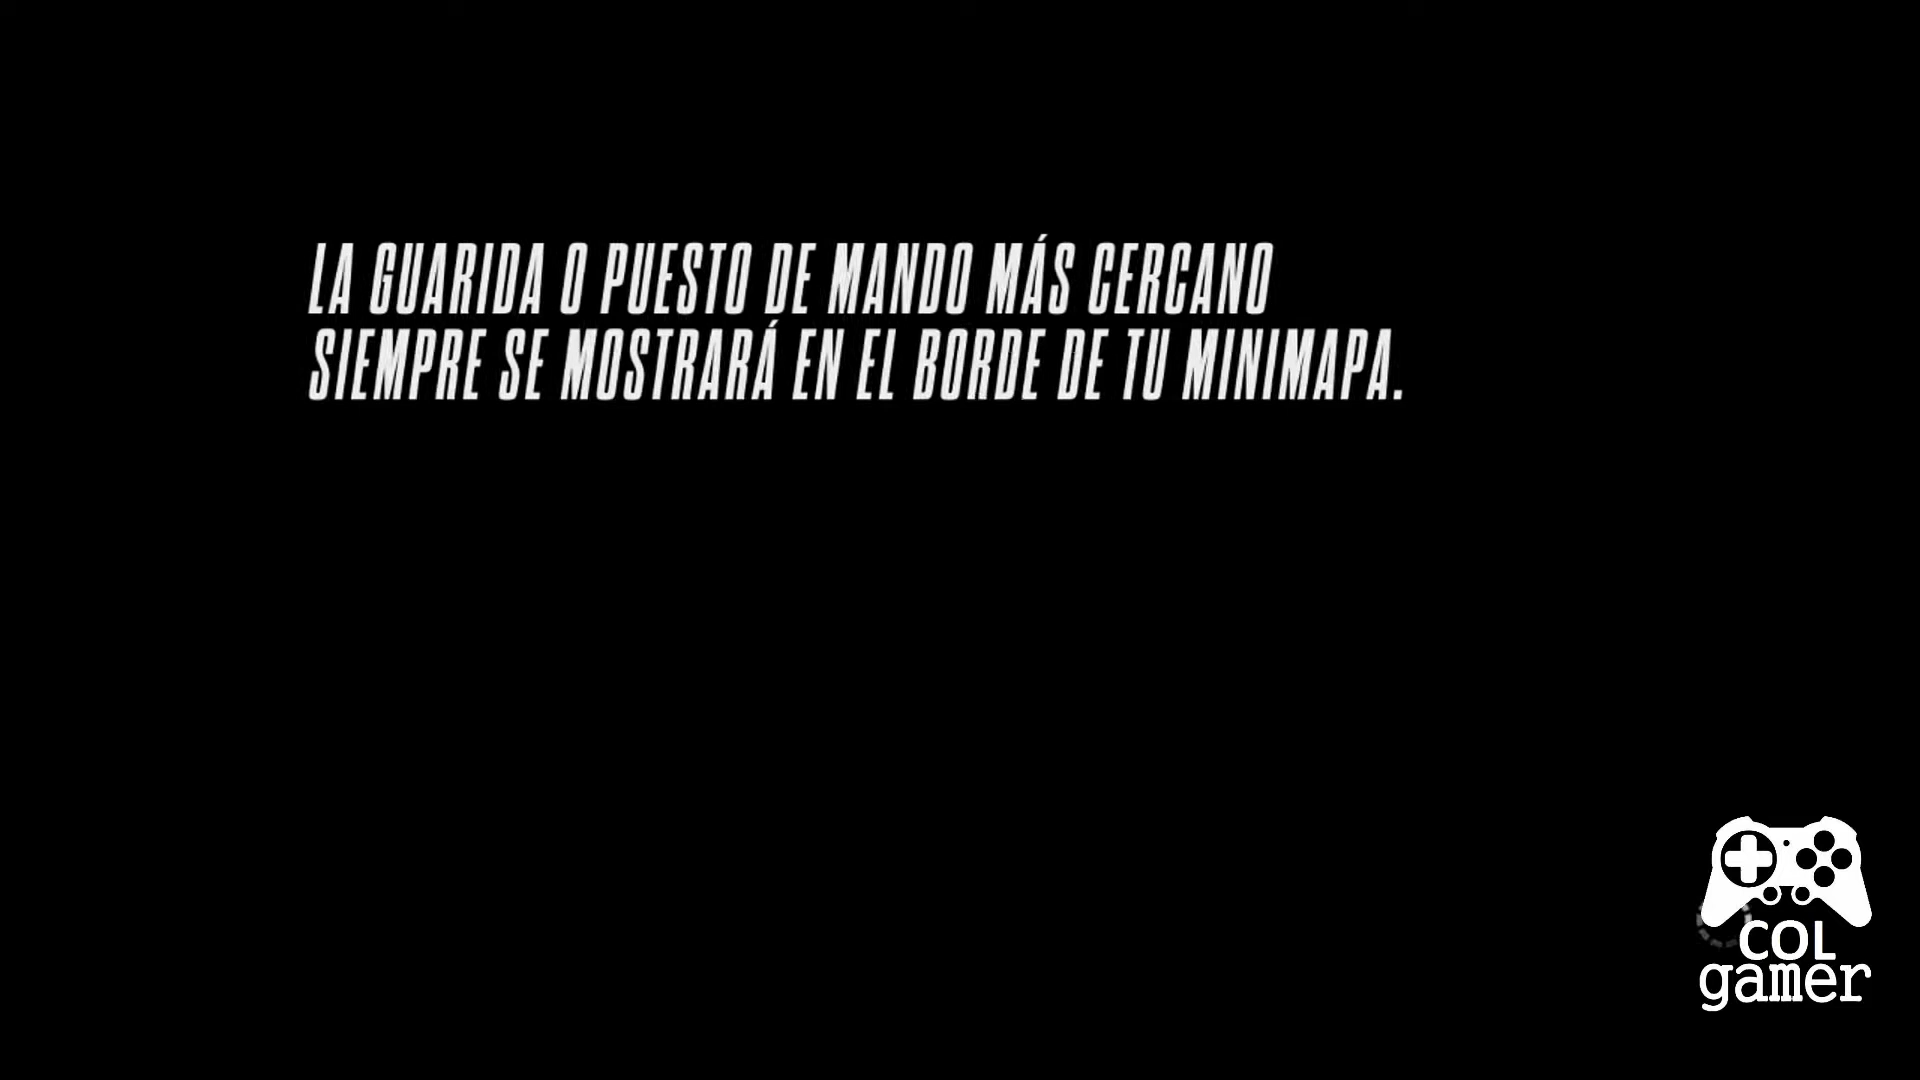 LA GUARIDA O PUESTO DE MANDO MÁS CERCANO
SIEMPRE SE MOSTRARÁ EN EL BORDE DE TU MINIMAPA.
COL
gamer